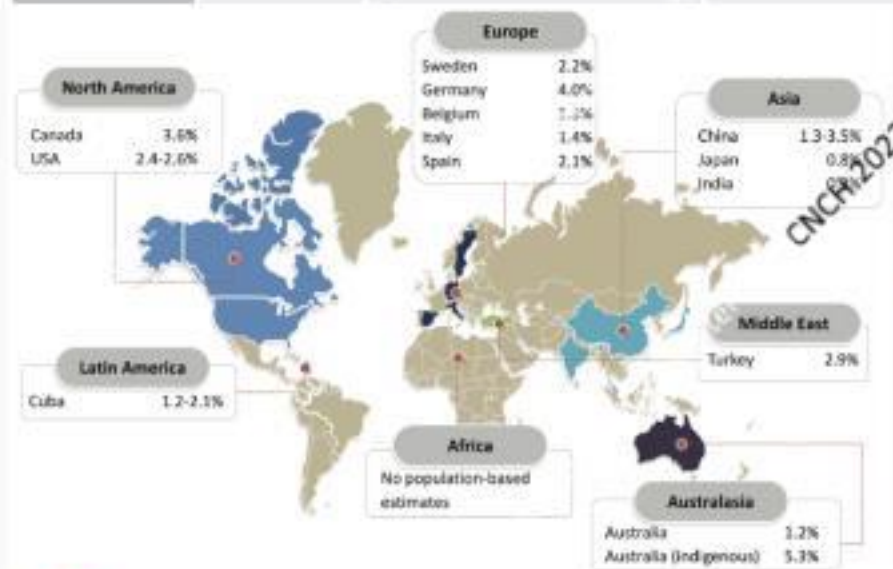 Europe
Sweden 2.2%
Germany 4.0%
Belgium
Italy 1.4%
Spain 2.1%
North America
Canada 3.6%
USA 2.4-2.6%
Asia
China 1.3-3.5%
Japan
India
CNCH 202
Middle East
Turkey 2.9%
Latin America
Cuba 1.2-2.1%
Africa
No population-based
estimates
Australasia
Australia 1.2%
Australia (indigenous) 5.3%